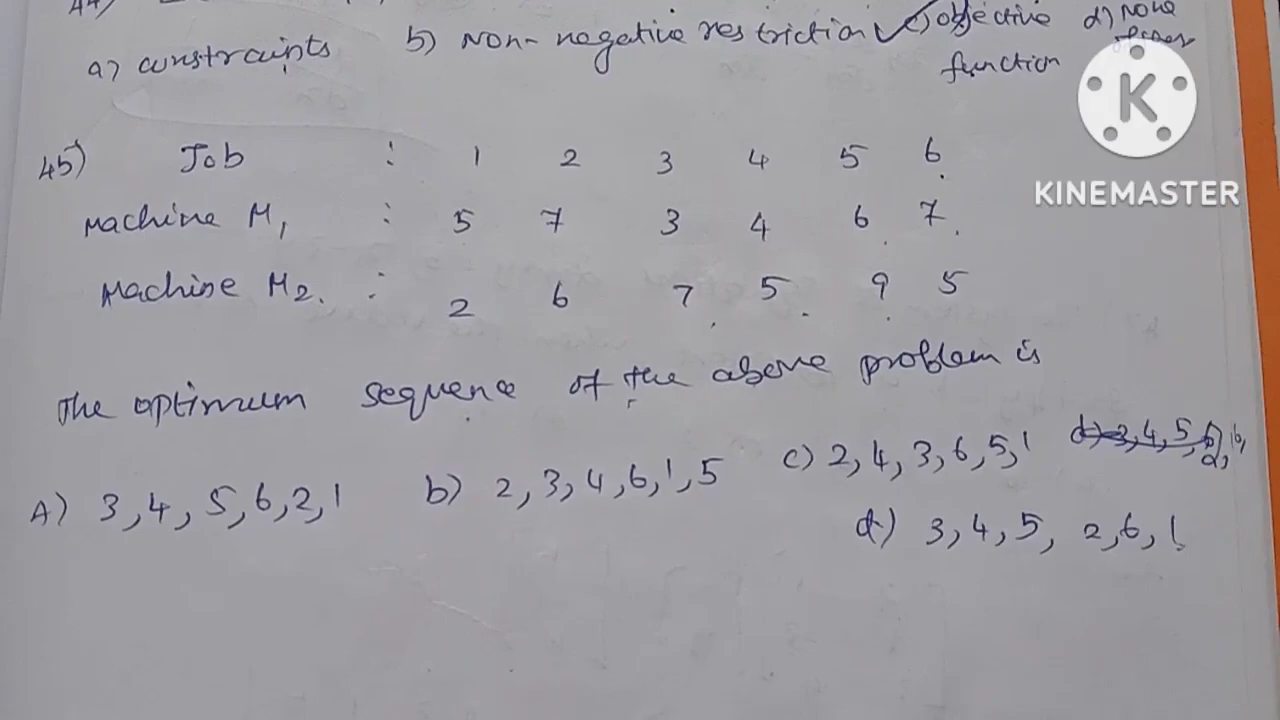 44)
a) constraints b) Non-negative restriction ✓c) objective d) None
function
45) Job : 1 2 3 4 5 6
Machine M1 : 5 7 3 4 6 7
Machine M2 : 2 6 7 5 9 5
The optimum sequence of the above problem is
A) 3, 4, 5, 6, 2, 1 b) 2, 3, 4, 6, 1, 5 c) 2, 4, 3, 6, 5, 1
d) 3, 4, 5, 2, 6, 1
K
KINEMASTER